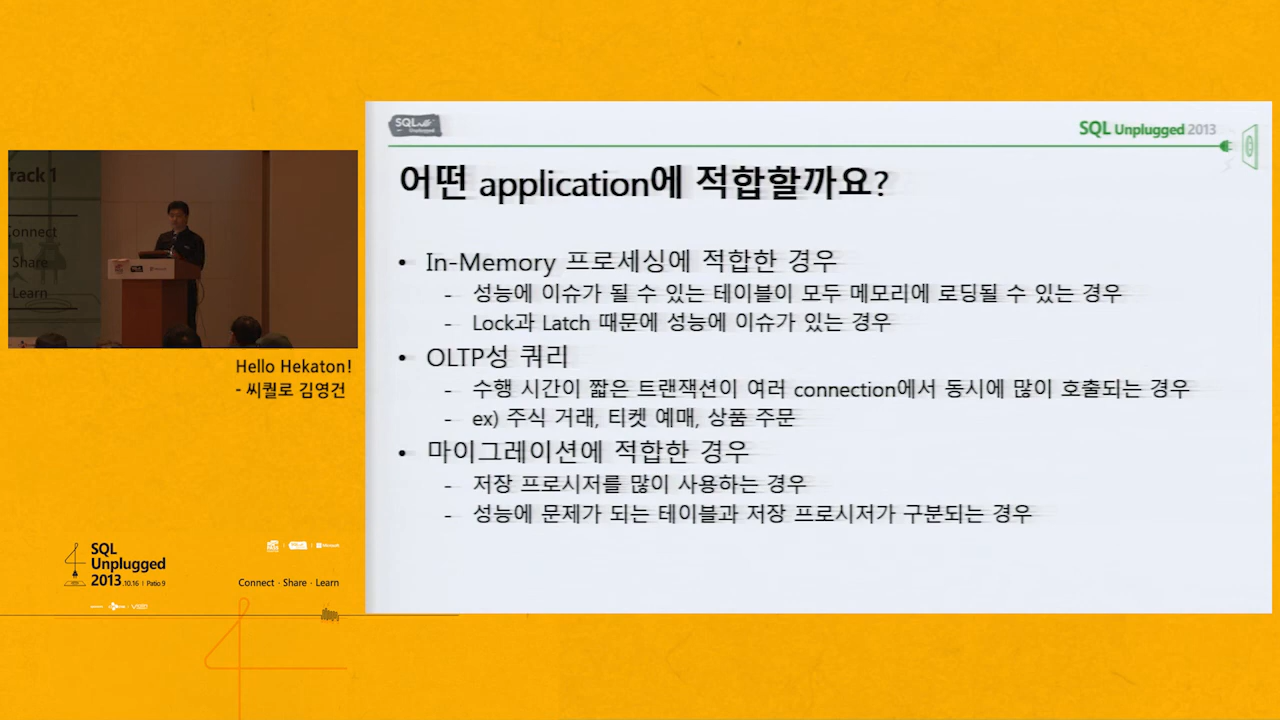 SQL
Unplugged
SQL Unplugged 2013
어떤 application에 적합할까요?
• In-Memory 프로세싱에 적합한 경우
- 성능에 이슈가 될 수 있는 테이블이 모두 메모리에 로딩될 수 있는 경우
- Lock과 Latch 때문에 성능에 이슈가 있는 경우
• OLTP성 쿼리
- 수행 시간이 짧은 트랜잭션이 여러 connection에서 동시에 많이 호출되는 경우
- ex) 주식 거래, 티켓 예매, 상품 주문
• 마이그레이션에 적합한 경우
- 저장 프로시저를 많이 사용하는 경우
- 성능에 문제가 되는 테이블과 저장 프로시저가 구분되는 경우
rack 1
Connect
Share
Learn
Hello Hekaton!
- 씨퀄로 김영건
SQL
Unplugged
2013.10.16 | Patio 9
Connect · Share · Learn